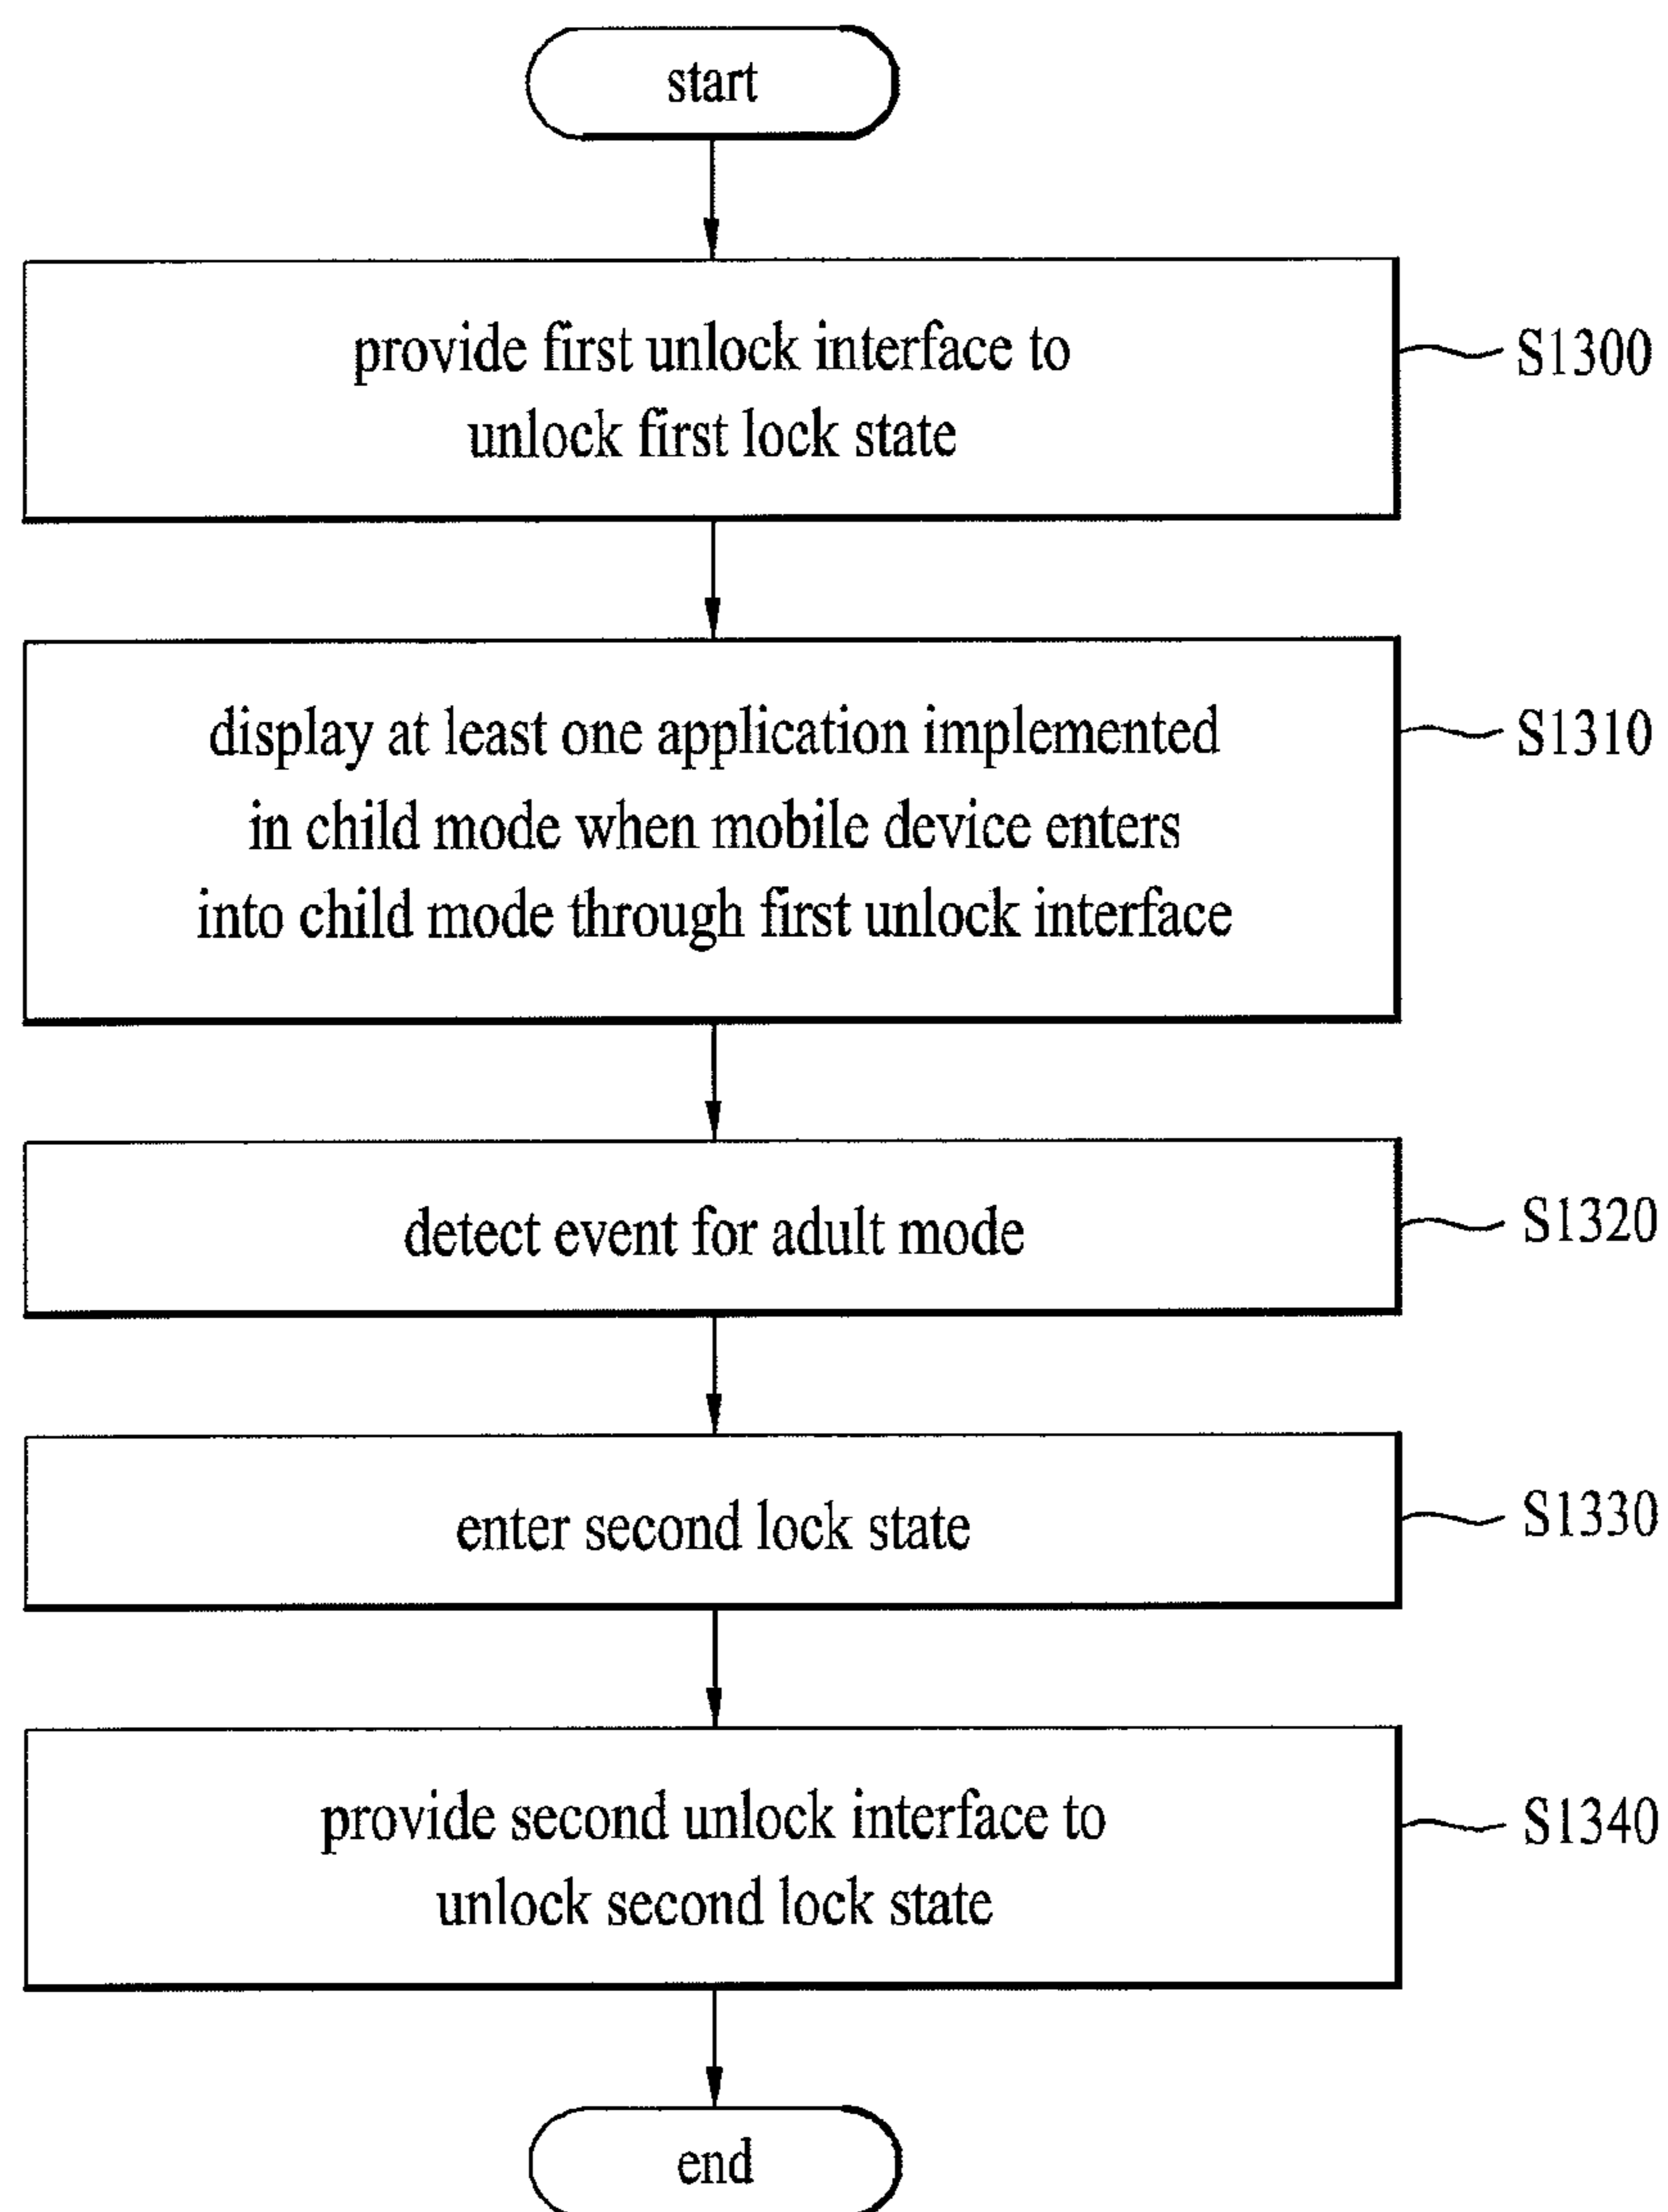 start
provide first unlock interface to
unlock first lock state
S1300
display at least one application implemented
in child mode when mobile device enters
into child mode through first unlock interface
S1310
detect event for adult mode
S1320
enter second lock state
S1330
provide second unlock interface to
unlock second lock state
S1340
end